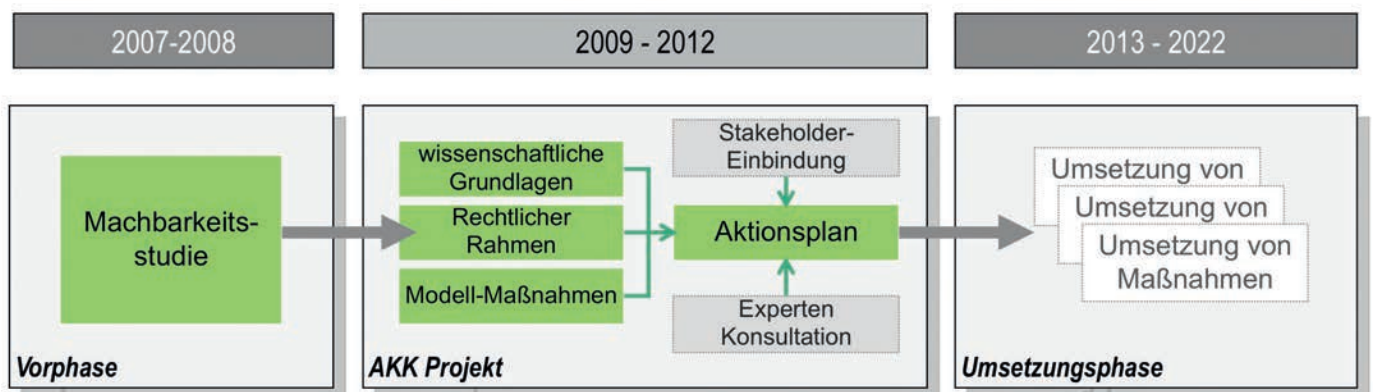 2007-2008
2009 - 2012
2013 - 2022
Machbarkeits-
studie
Vorphase
wissenschaftliche
Grundlagen
Rechtlicher
Rahmen
Modell-Maßnahmen
Stakeholder-
Einbindung
Aktionsplan
Experten
Konsultation
AKK Projekt
Umsetzung von
Umsetzung von
Umsetzung von
Maßnahmen
Umsetzungsphase